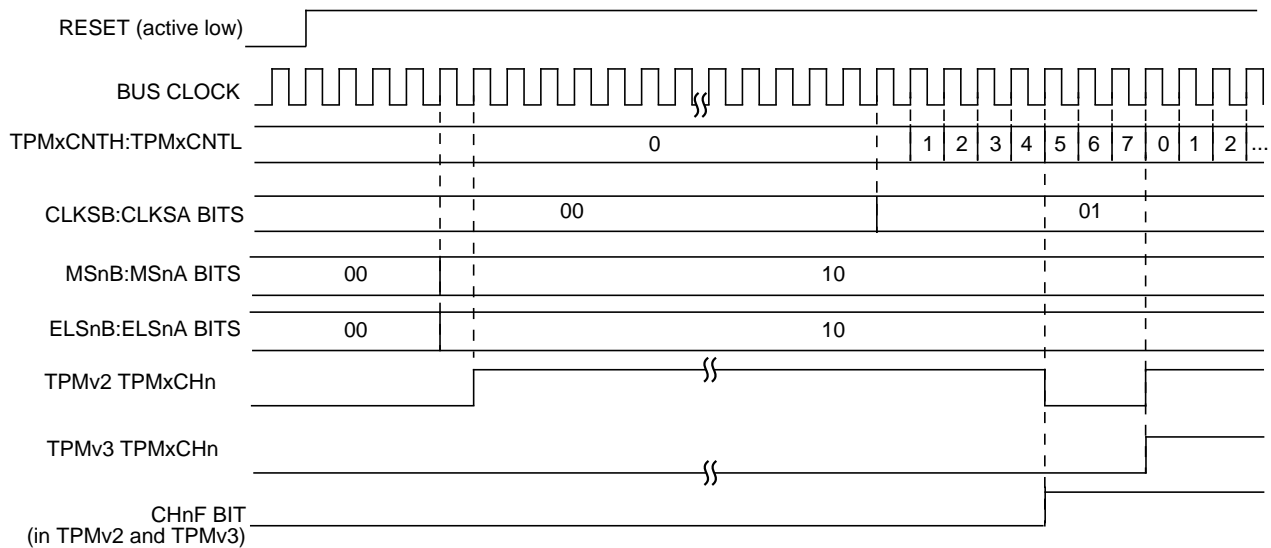 RESET (active low)
BUS CLOCK
TPMxCNTH:TPMxCNTL 0 1 2 3 4 5 6 7 0 1 2 ...
CLKSB:CLKSA BITS 00 01
MSnB:MSnA BITS 00 10
ELSnB:ELSnA BITS 00 10
TPMv2 TPMxCHn
TPMv3 TPMxCHn
CHnF BIT
(in TPMv2 and TPMv3)